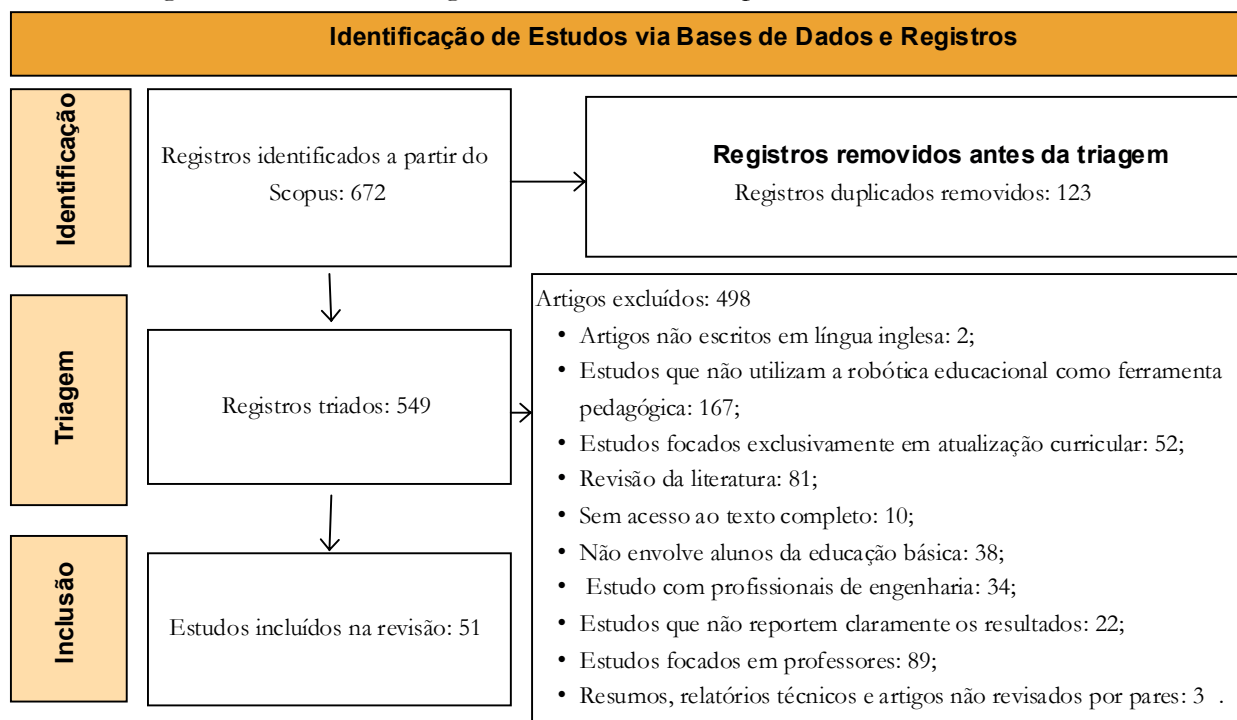 Identificação de Estudos via Bases de Dados e Registros
Identificação
Registros identificados a partir do
Scopus: 672
Registros removidos antes da triagem
Registros duplicados removidos: 123
Triagem
Registros triados: 549
Artigos excluídos: 498
• Artigos não escritos em língua inglesa: 2;
• Estudos que não utilizam a robótica educacional como ferramenta
pedagógica: 167;
• Estudos focados exclusivamente em atualização curricular: 52;
• Revisão da literatura: 81;
• Sem acesso ao texto completo: 10;
• Não envolve alunos da educação básica: 38;
• Estudo com profissionais de engenharia: 34;
• Estudos que não reportem claramente os resultados: 22;
• Estudos focados em professores: 89;
• Resumos, relatórios técnicos e artigos não revisados por pares: 3 .
Inclusão
Estudos incluídos na revisão: 51